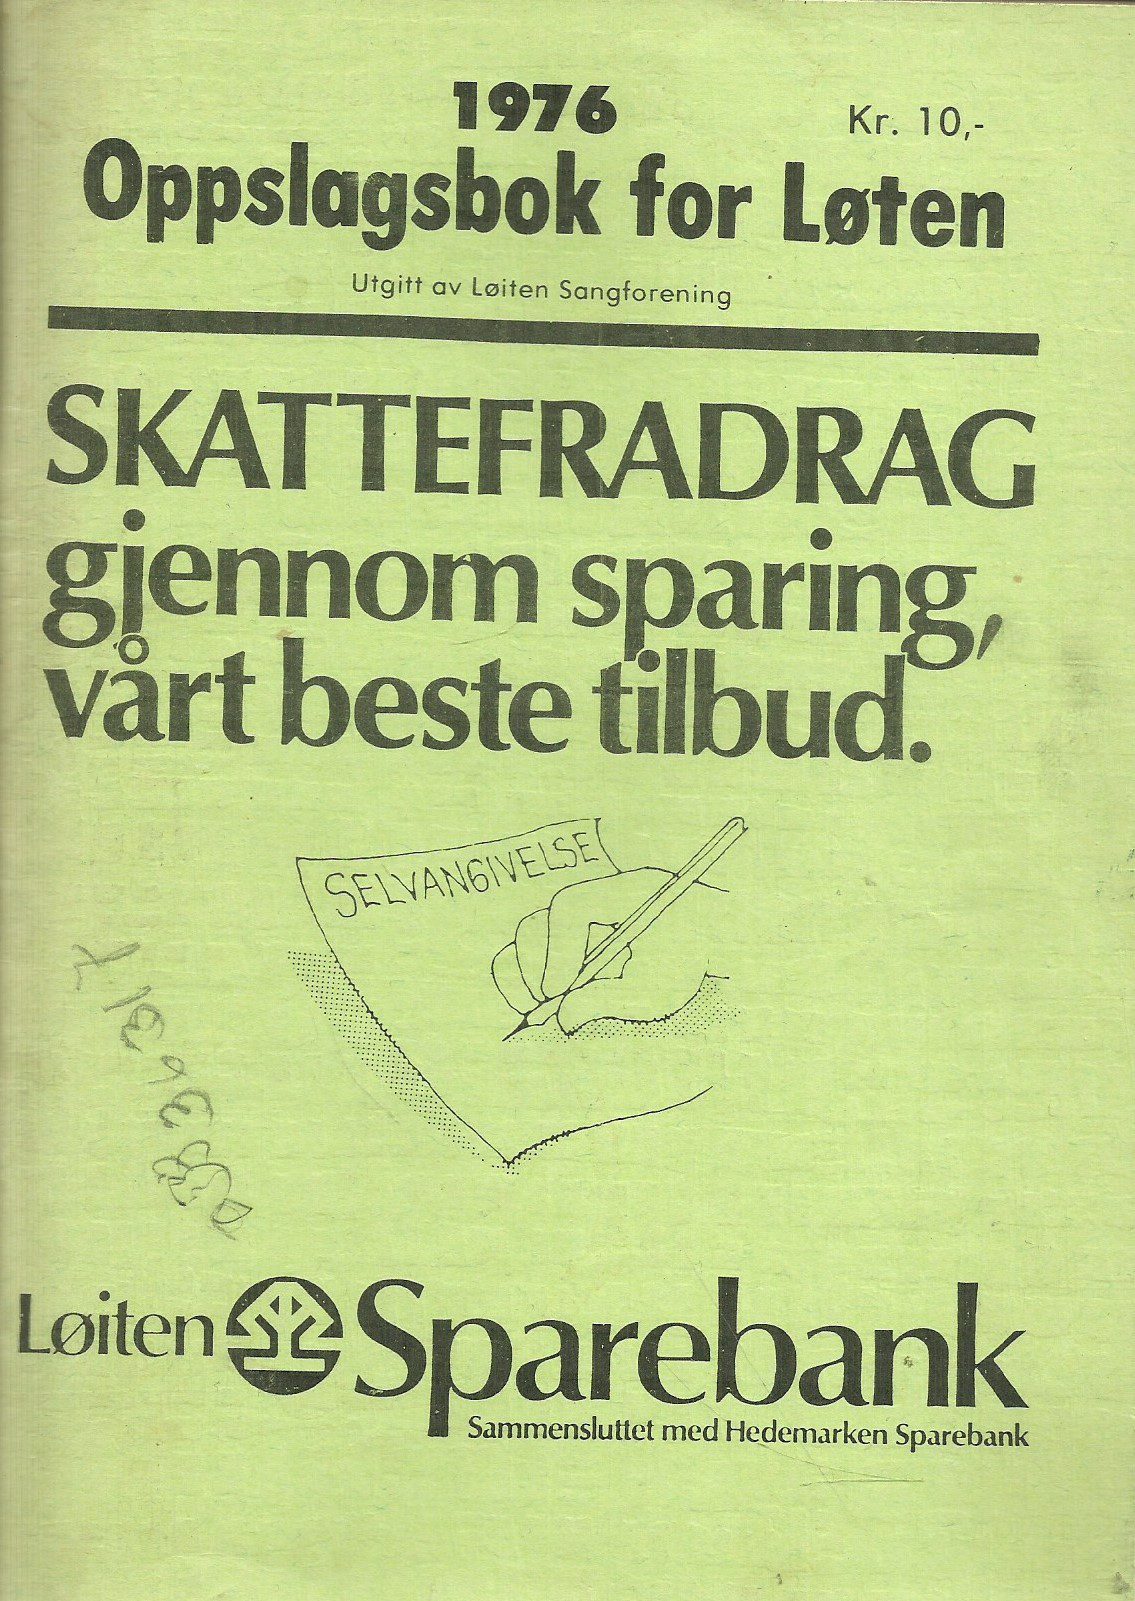 1976
Kr. 10,-
Oppslagsbok for Løten
Utgitt av Løiten Sangforening
SKATTEFRADRAG
gjennom sparing,
vårt beste tilbud.
SELVANGIVELSE
Løiten Sparebank
Sammensluttet med Hedemarken Sparebank